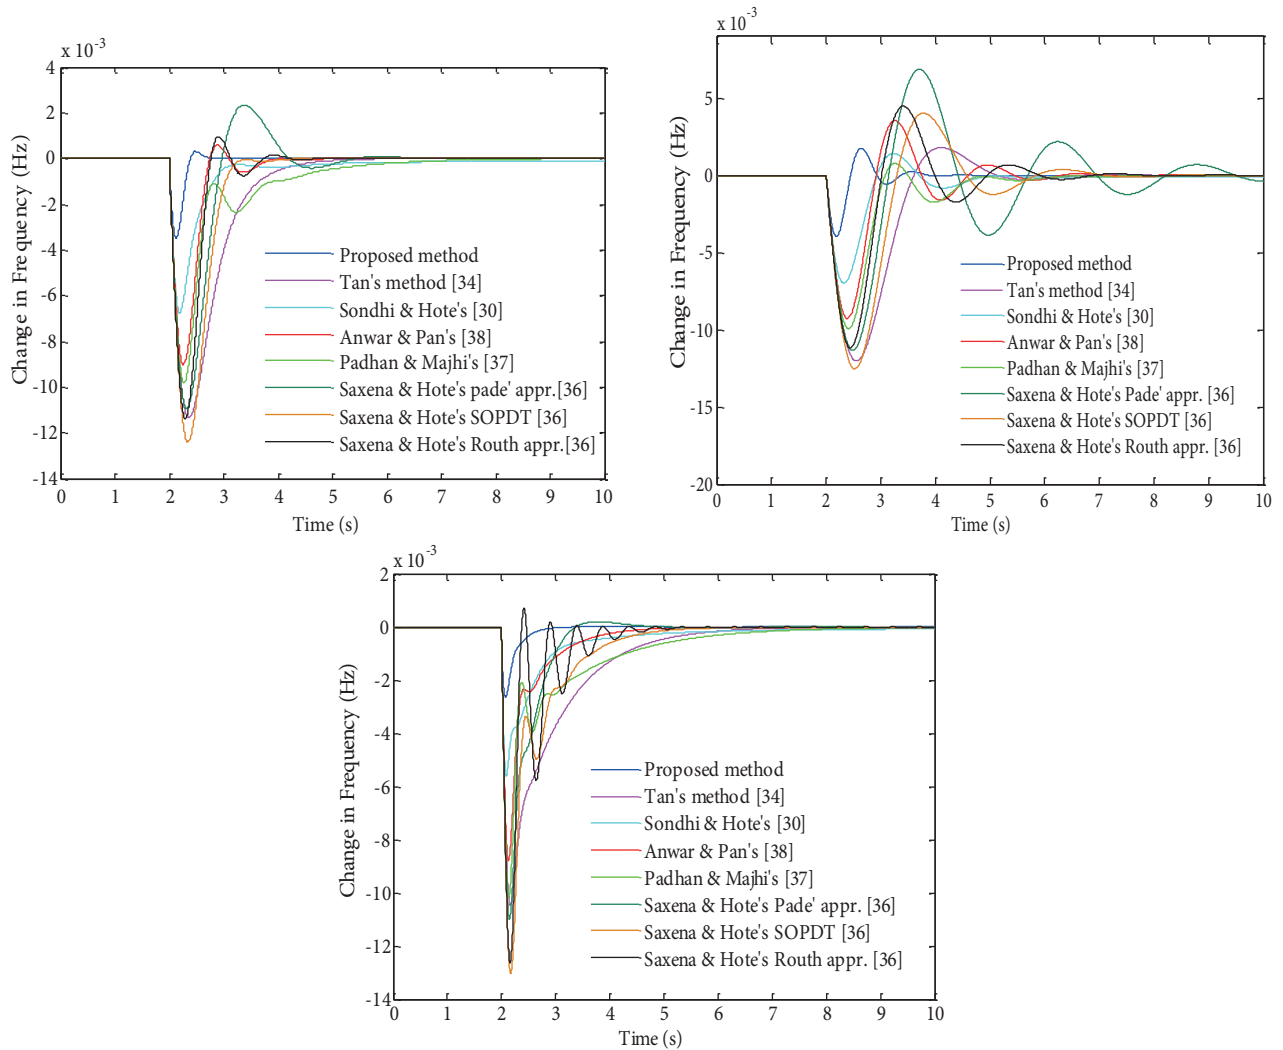 x 10-3
4
2
0
-2
-4
-6
-8
-10
-12
-14
Change in Frequency (Hz)
Proposed method
Tan's method [34]
Sondhi & Hote's [30]
Anwar & Pan's [38]
Padhan & Majhi's [37]
Saxena & Hote's pade' appr.[36]
Saxena & Hote's SOPDT [36]
Saxena & Hote's Routh appr.[36]
0 1 2 3 4 5 6 7 8 9 10
Time (s)
x 10-3
5
0
-5
-10
-15
-20
Change in Frequency (Hz)
Proposed method
Tan's method [34]
Sondhi & Hote's [30]
Anwar & Pan's [38]
Padhan & Majhi's [37]
Saxena & Hote's Pade' appr. [36]
Saxena & Hote's SOPDT [36]
Saxena & Hote's Routh appr. [36]
0 1 2 3 4 5 6 7 8 9 10
Time (s)
x 10-3
2
0
-2
-4
-6
-8
-10
-12
-14
Change in Frequency (Hz)
Proposed method
Tan's method [34]
Sondhi & Hote's [30]
Anwar & Pan's [38]
Padhan & Majhi's [37]
Saxena & Hote's Pade' appr. [36]
Saxena & Hote's SOPDT [36]
Saxena & Hote's Routh appr. [36]
0 1 2 3 4 5 6 7 8 9 10
Time (s)